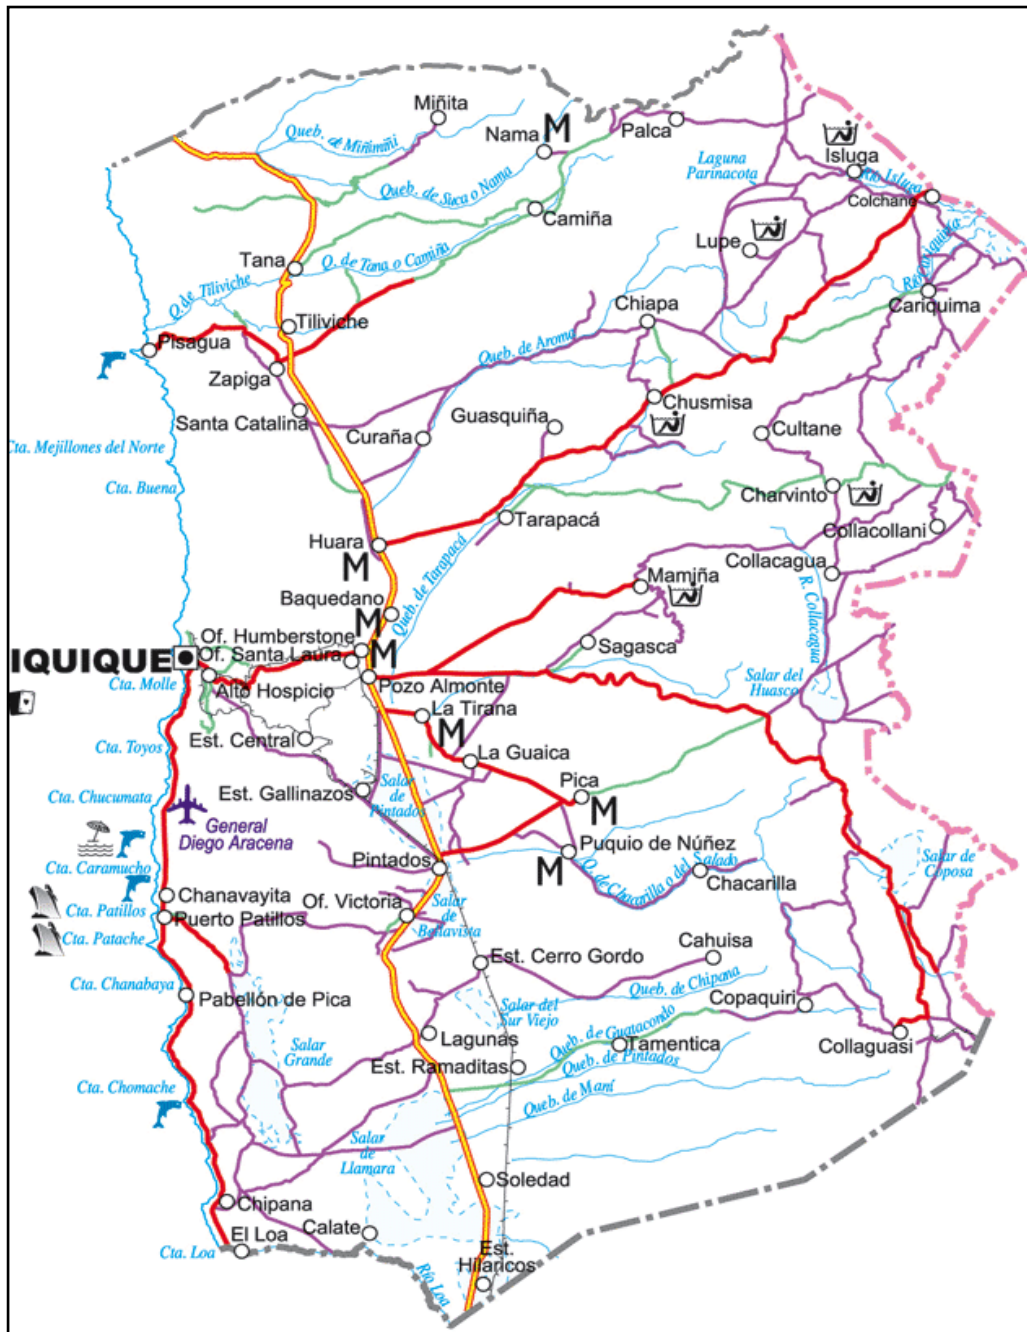 Miñita
Queb. de Miñimiñi
Nama
M
Palca
Isluga
Río Isluga
Laguna
Parinacota
Colchane
Queb. de Suca o Nama
Camiña
Lupe
Tana
Q. de Tana o Camiña
Q. de Tiliviche
Cariquima
Chiapa
Tiliviche
Pisagua
Queb. de Aroma
Zapiga
Chusmisa
Santa Catalina
Guasquiña
Curaña
Cultane
Cta. Mejillones del Norte
Cta. Buena
Charvinto
Tarapacá
Collacollani
Huara
M
Queb. de Tarapacá
Collacagua
R. Collacagua
Mamiña
Baquedano
M
Of. Humberstone
M
Sagasca
IQUIQUE
Of. Santa Laura
Cta. Molle
Alto Hospicio
Pozo Almonte
Salar del
Huasco
La Tirana
M
Cta. Toyos
Est. Central
La Guaica
Pica
M
Est. Gallinazos
Salar
de
Pintados
Cta. Chucumata
General
Diego Aracena
Puquio de Núñez
M
Pintados
Q. de Chacarilla o del Salado
Chacarilla
Salar de
Coposa
Cta. Caramucho
Chanavayita
Of. Victoria
Salar
de
Bellavista
Cta. Patillos
Puerto Patillos
Cta. Patache
Cahuisa
Est. Cerro Gordo
Cta. Chanabaya
Queb. de Chipana
Pabellón de Pica
Copaquiri
Salar del
Sur Viejo
Lagunas
Queb. de Guatacondo
Tamentica
Collaguasi
Salar
Grande
Est. Ramaditas
Queb. de Pintados
Cta. Chomache
Queb. de Maní
Salar
de
Llamara
Soledad
Chipana
Calate
El Loa
Cta. Loa
Est.
Hilaricos
Río Loa